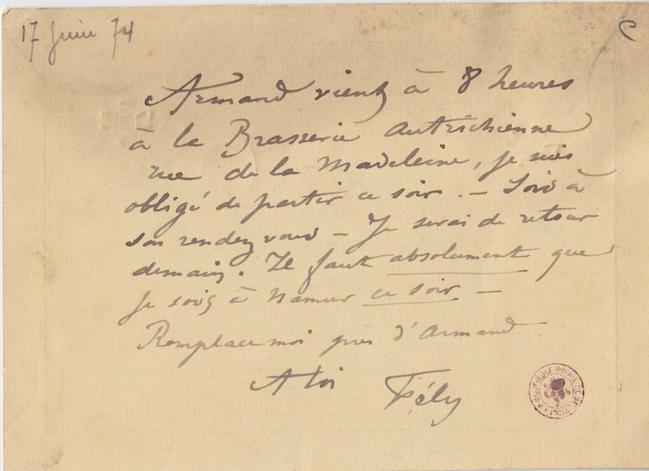 17 juin 74
C
Armand vient à 8 heures
à la Brasserie autrichienne
rue de la Madeleine, je suis
obligé de partir ce soir. — Sois à
son rendez vous — Je serai de retour
demain. Il faut absolument que
je sois à Namur ce soir —
Remplace moi près d'Armand.
A toi Fély